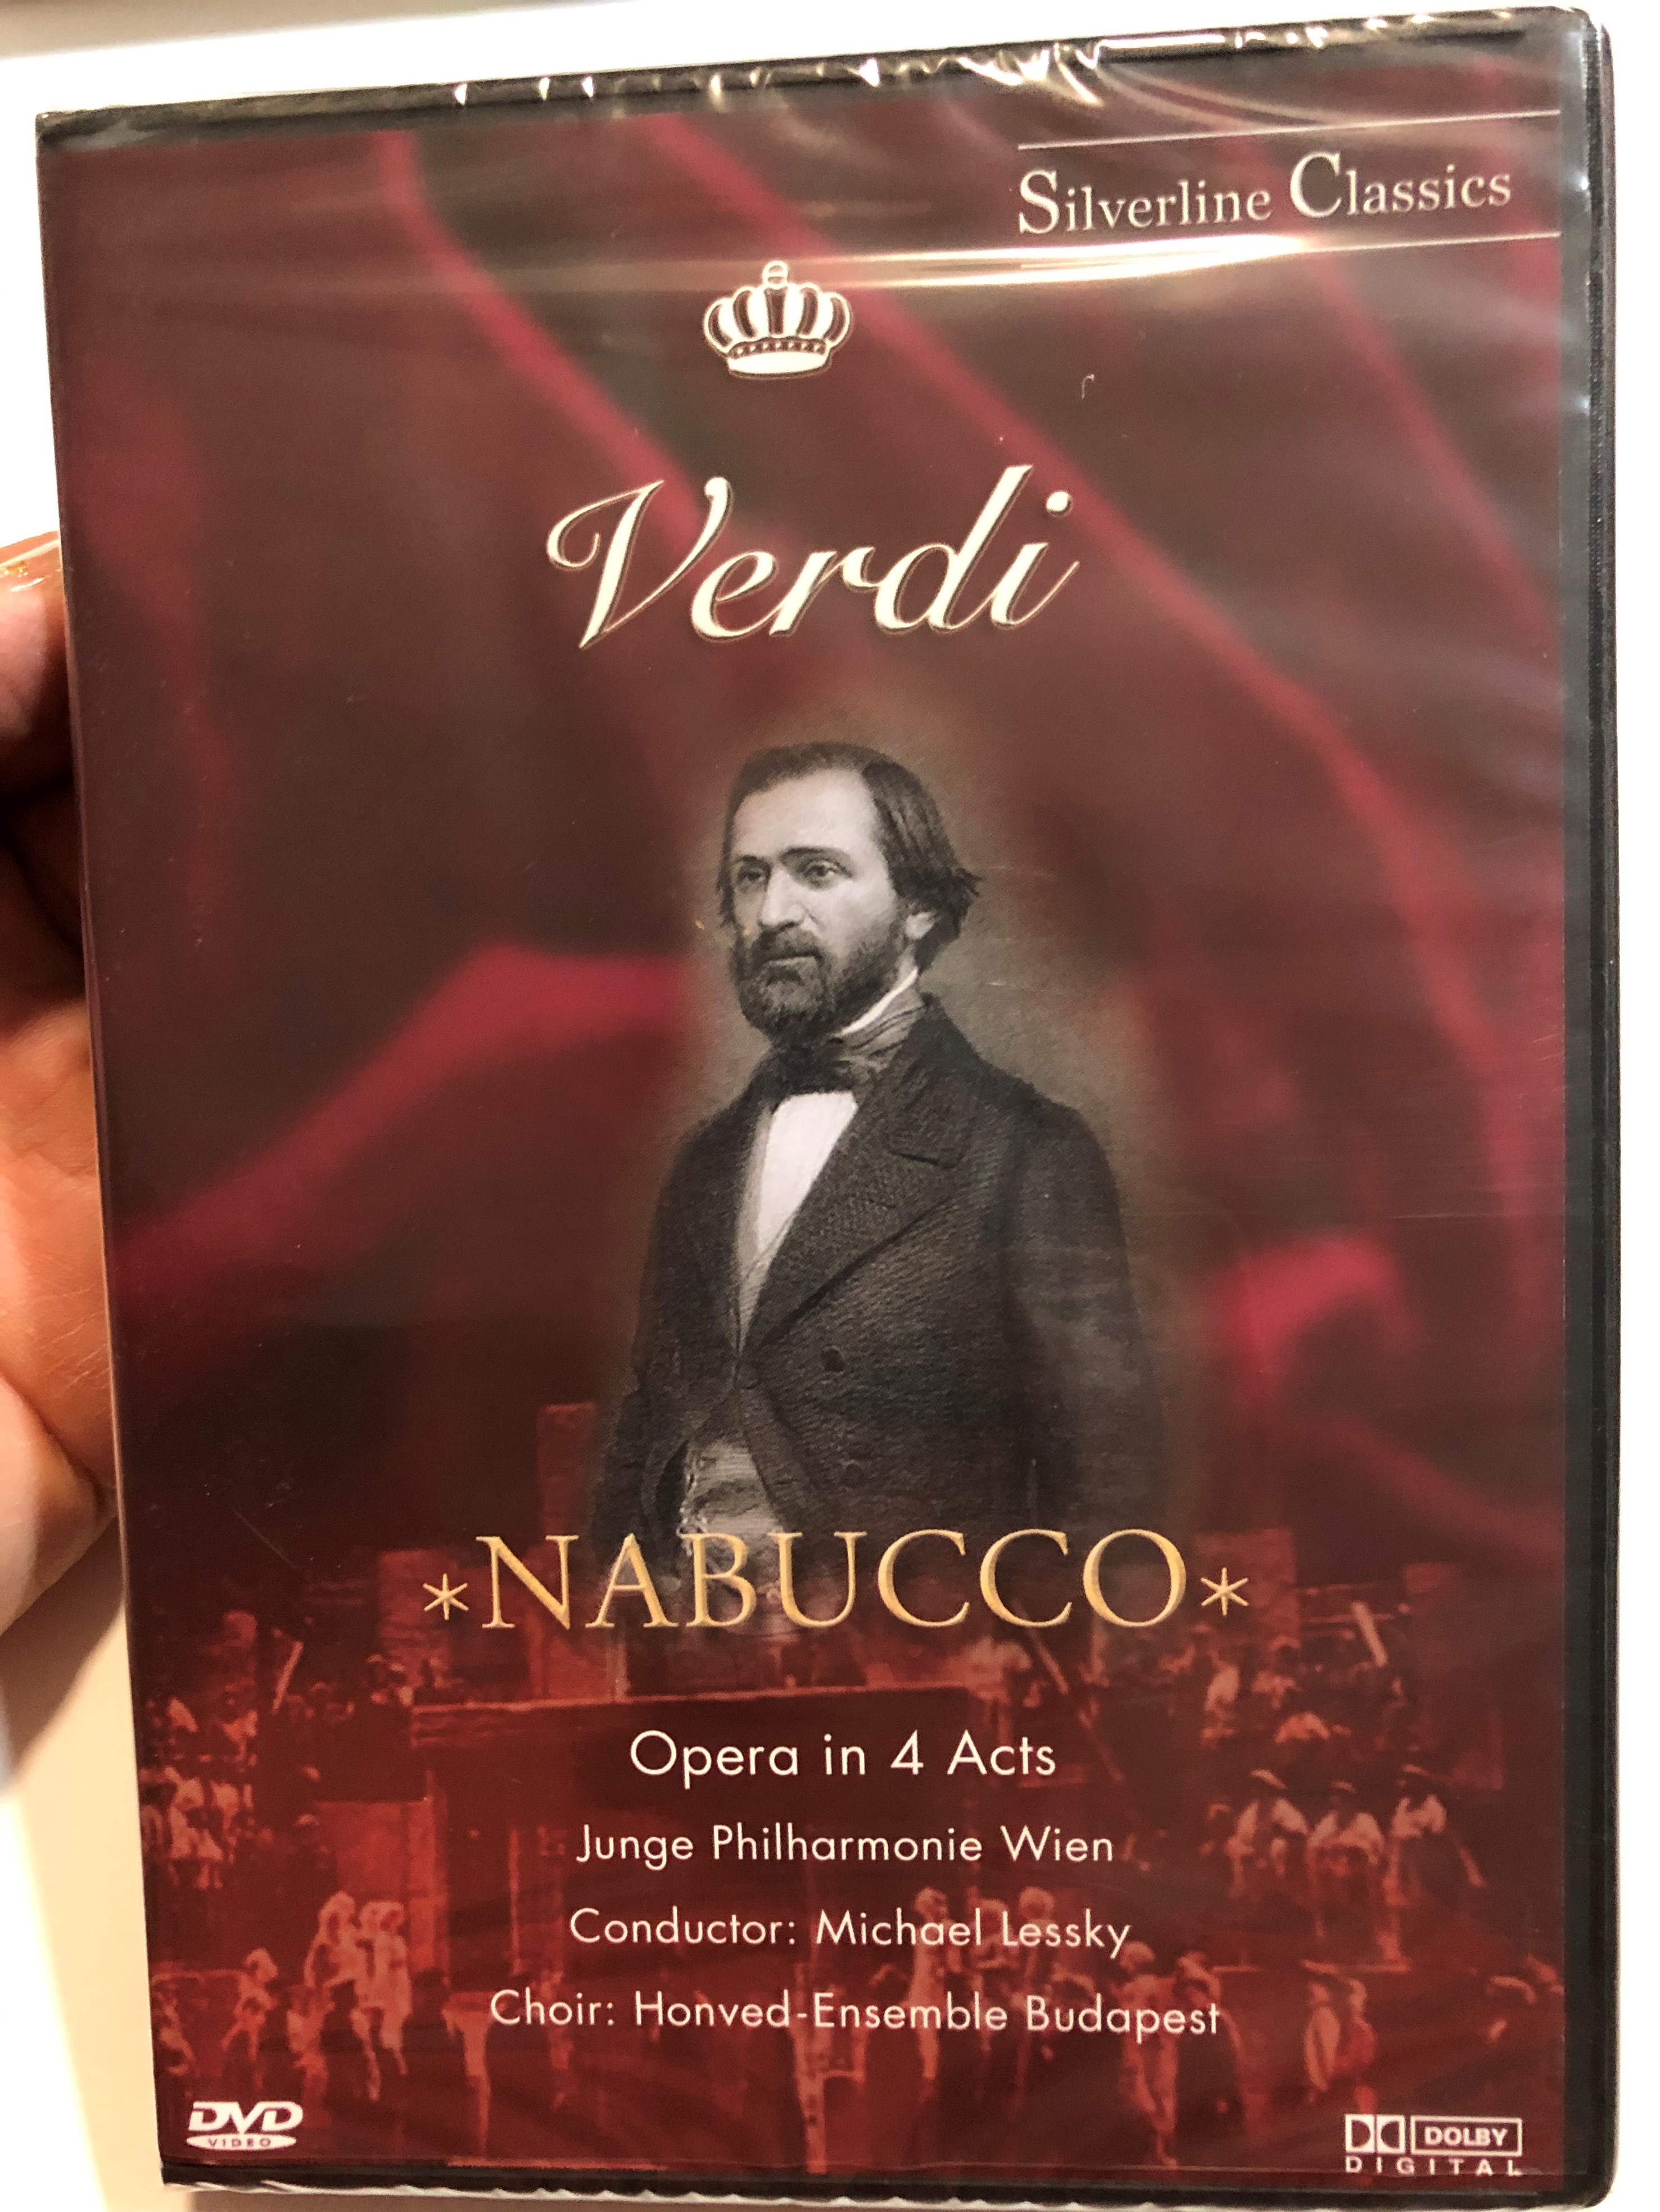 Silverline Classics
Verdi
*NABUCCO*
Opera in 4 Acts
Junge Philharmonie Wien
Conductor: Michael Lessky
Choir: Honved-Ensemble Budapest
DVD
VIDEO
DOLBY
DIGITAL